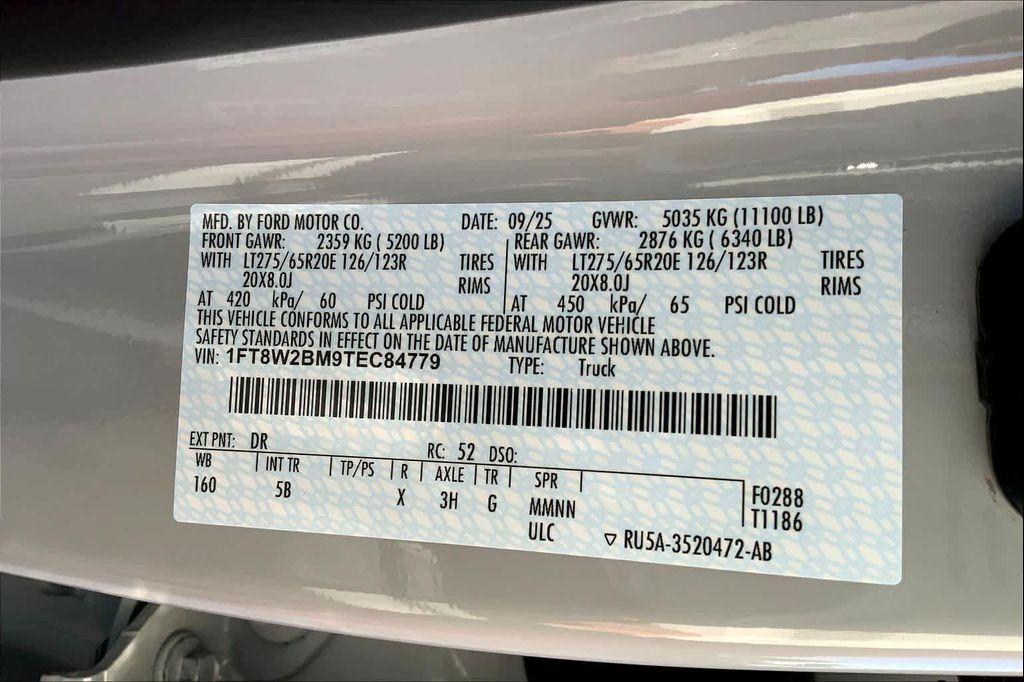 MFD. BY FORD MOTOR CO. DATE: 09/25 GVWR: 5035 KG (11100 LB)
FRONT GAWR: 2359 KG ( 5200 LB) REAR GAWR: 2876 KG ( 6340 LB)
WITH LT275/65R20E 126/123R TIRES WITH LT275/65R20E 126/123R TIRES
20X8.0J RIMS 20X8.0J RIMS
AT 420 kPa/ 60 PSI COLD AT 450 kPa/ 65 PSI COLD
THIS VEHICLE CONFORMS TO ALL APPLICABLE FEDERAL MOTOR VEHICLE
SAFETY STANDARDS IN EFFECT ON THE DATE OF MANUFACTURE SHOWN ABOVE.
VIN: 1FT8W2BM9TEC84779 TYPE: Truck
EXT PNT: DR RC: 52 DSO:
WB INT TR TP/PS R AXLE TR SPR
160 5B X 3H G MMNN F0288
ULC T1186
RU5A-3520472-AB